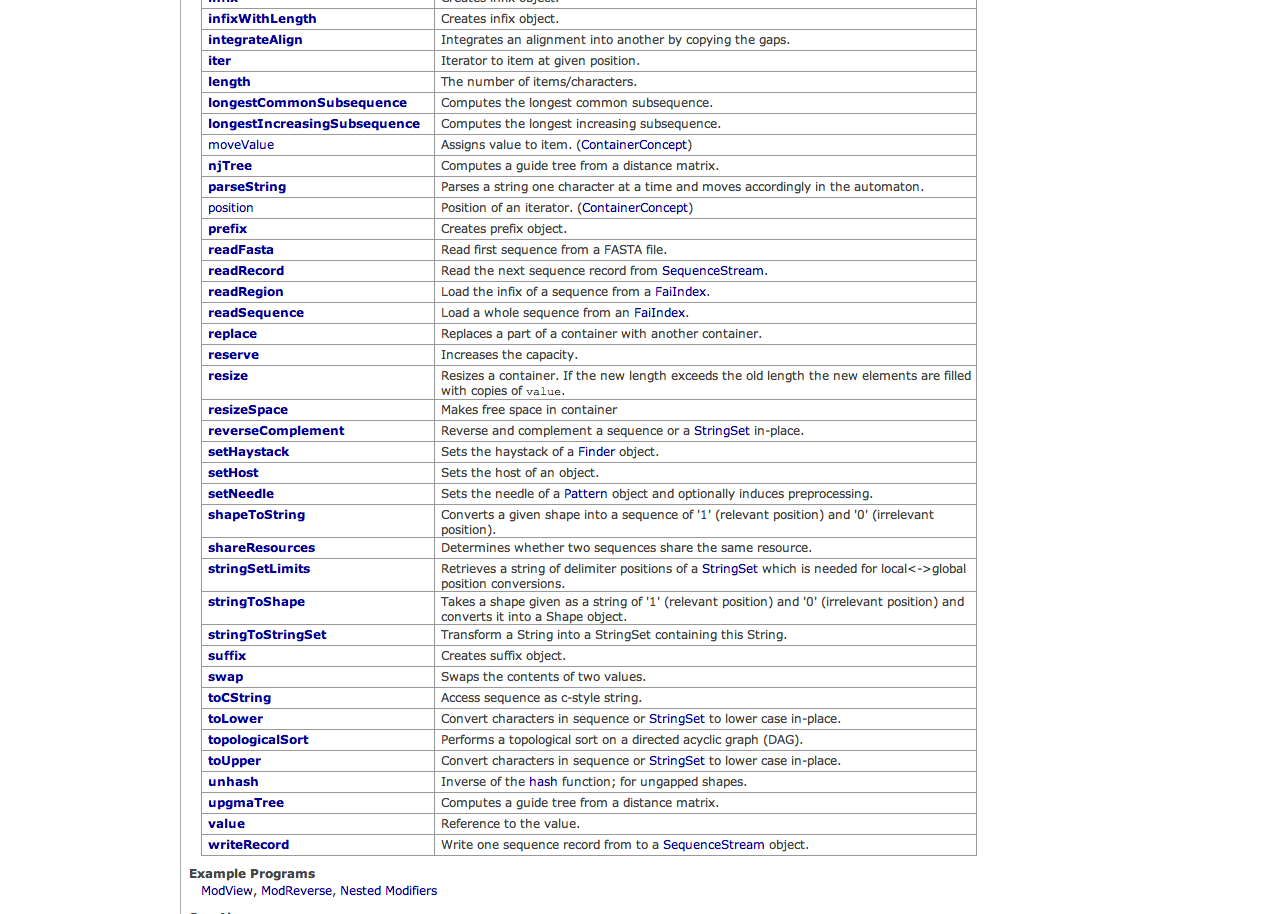 infixWithLength Creates infix object.
integrateAlign Integrates an alignment into another by copying the gaps.
iter Iterator to item at given position.
length The number of items/characters.
longestCommonSubsequence Computes the longest common subsequence.
longestIncreasingSubsequence Computes the longest increasing subsequence.
moveValue Assigns value to item. (ContainerConcept)
njTree Computes a guide tree from a distance matrix.
parseString Parses a string one character at a time and moves accordingly in the automaton.
position Position of an iterator. (ContainerConcept)
prefix Creates prefix object.
readFasta Read first sequence from a FASTA file.
readRecord Read the next sequence record from SequenceStream.
readRegion Load the infix of a sequence from a FaiIndex.
readSequence Load a whole sequence from an FaiIndex.
replace Replaces a part of a container with another container.
reserve Increases the capacity.
resize Resizes a container. If the new length exceeds the old length the new elements are filled
with copies of value.
resizeSpace Makes free space in container
reverseComplement Reverse and complement a sequence or a StringSet in-place.
setHaystack Sets the haystack of a Finder object.
setHost Sets the host of an object.
setNeedle Sets the needle of a Pattern object and optionally induces preprocessing.
shapeToString Converts a given shape into a sequence of '1' (relevant position) and '0' (irrelevant
position).
shareResources Determines whether two sequences share the same resource.
stringSetLimits Retrieves a string of delimiter positions of a StringSet which is needed for local<->global
position conversions.
stringToShape Takes a shape given as a string of '1' (relevant position) and '0' (irrelevant position) and
converts it into a Shape object.
stringToStringSet Transform a String into a StringSet containing this String.
suffix Creates suffix object.
swap Swaps the contents of two values.
toCString Access sequence as c-style string.
toLower Convert characters in sequence or StringSet to lower case in-place.
topologicalSort Performs a topological sort on a directed acyclic graph (DAG).
toUpper Convert characters in sequence or StringSet to lower case in-place.
unhash Inverse of the hash function; for ungapped shapes.
upgmaTree Computes a guide tree from a distance matrix.
value Reference to the value.
writeRecord Write one sequence record from to a SequenceStream object.
Example Programs
ModView, ModReverse, Nested Modifiers